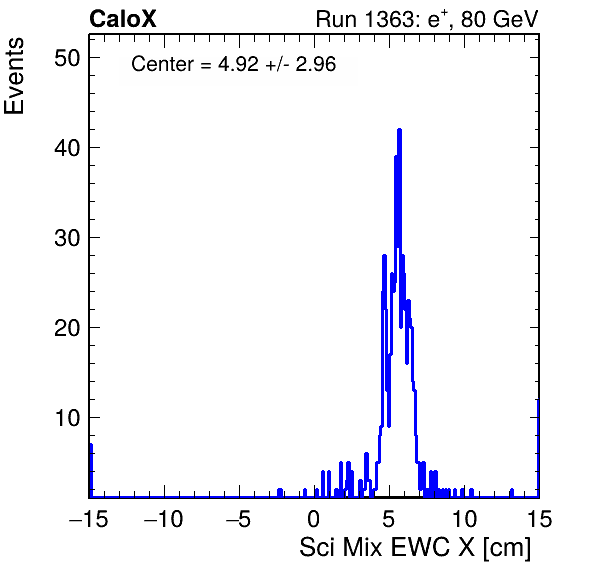 CaloX Run 1363: e+, 80 GeV
Center = 4.92 +/- 2.96
Events
50
40
30
20
10
−15 −10 −5 0 5 10 15
Sci Mix EWC X [cm]